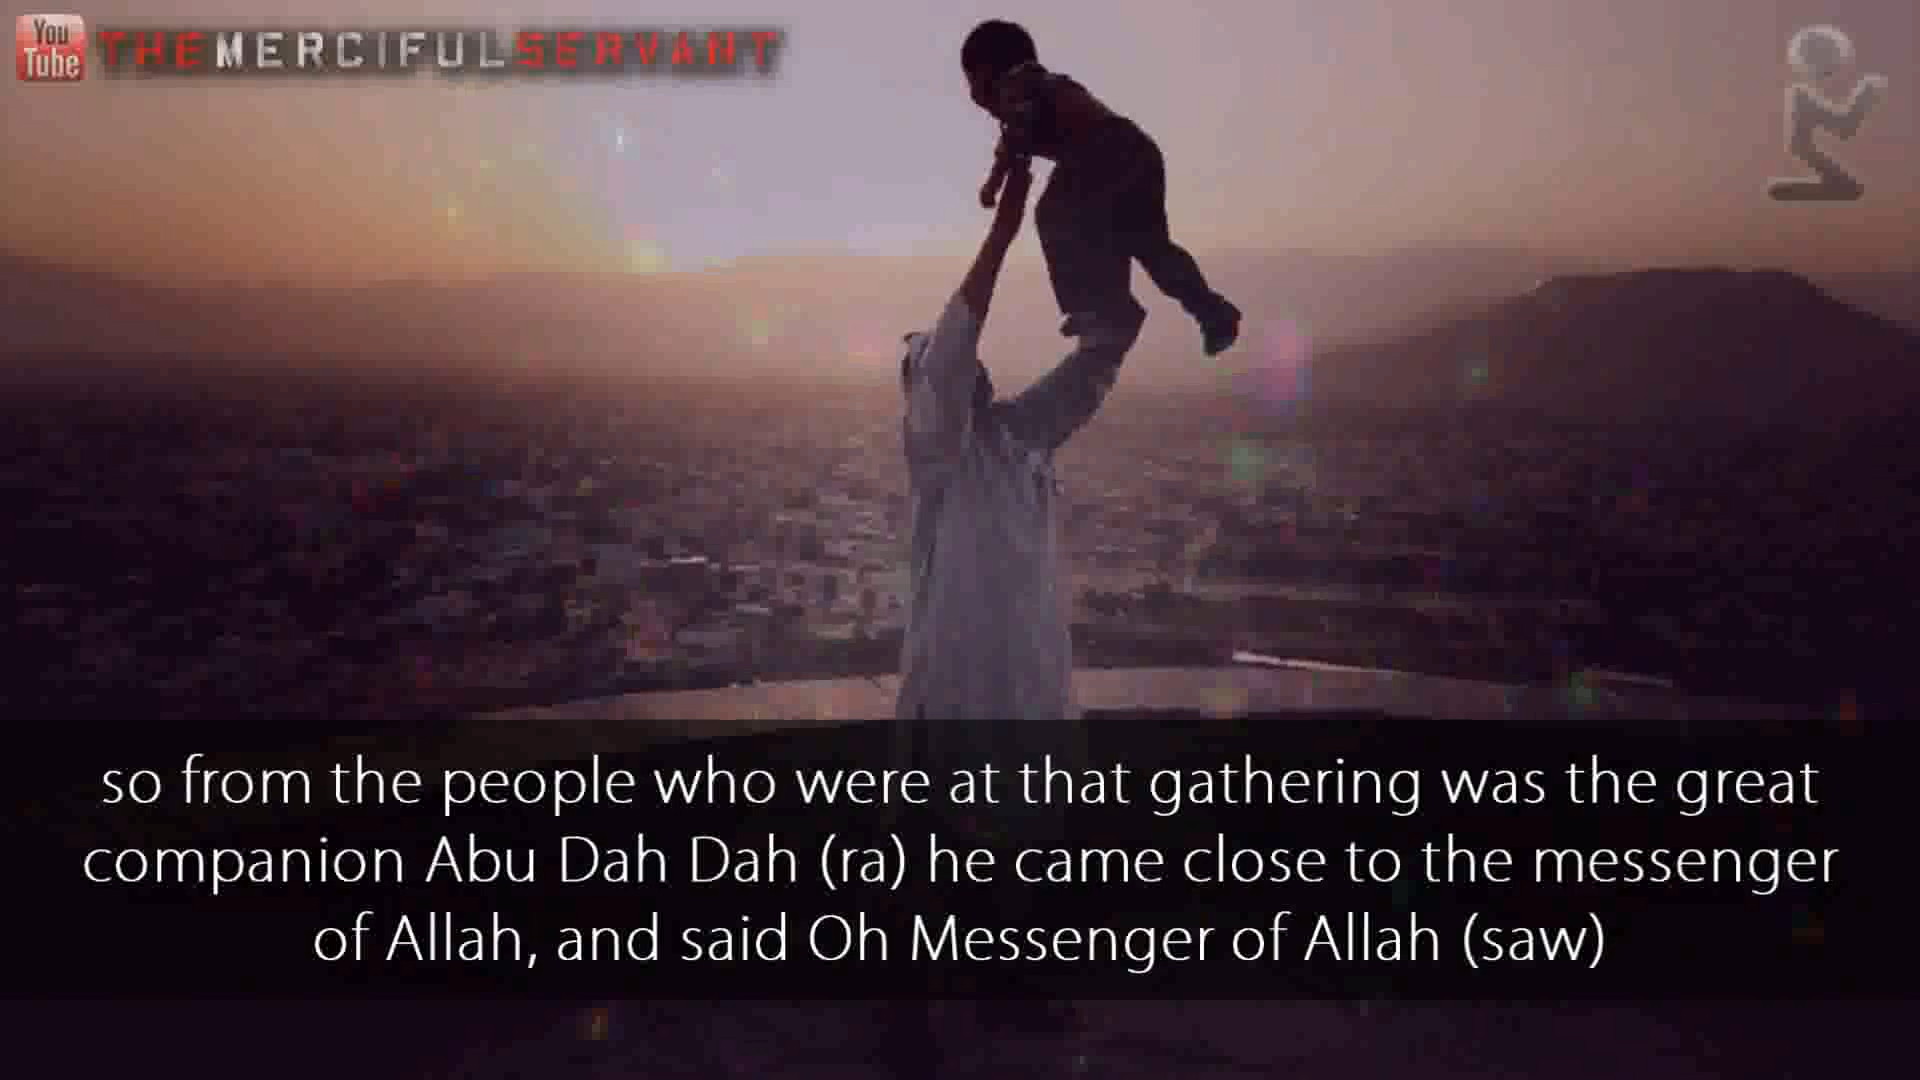 You
Tube
THEMERCIFULSERVANT
so from the people who were at that gathering was the great
companion Abu Dah Dah (ra) he came close to the messenger
of Allah, and said Oh Messenger of Allah (saw)